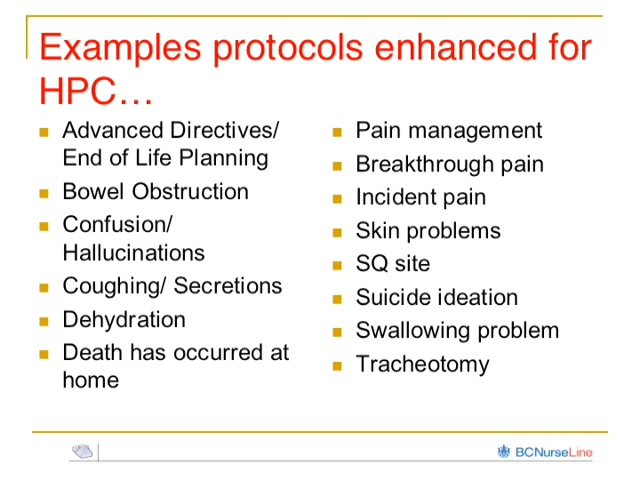 Examples protocols enhanced for
HPC…
Advanced Directives/
End of Life Planning
Bowel Obstruction
Confusion/
Hallucinations
Coughing/ Secretions
Dehydration
Death has occurred at
home
Pain management
Breakthrough pain
Incident pain
Skin problems
SQ site
Suicide ideation
Swallowing problem
Tracheotomy
BCNurseLine